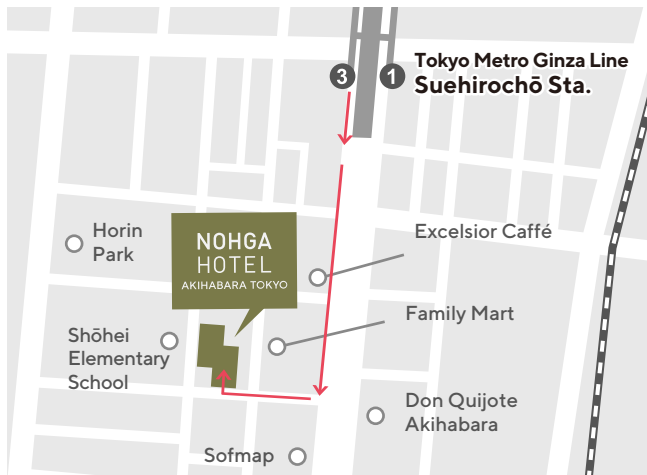 3
1
Tokyo Metro Ginza Line
Suehirochō Sta.
Horin
Park
NOHGA
HOTEL
AKIHABARA TOKYO
Excelsior Caffé
Family Mart
Shōhei
Elementary
School
Don Quijote
Akihabara
Sofmap